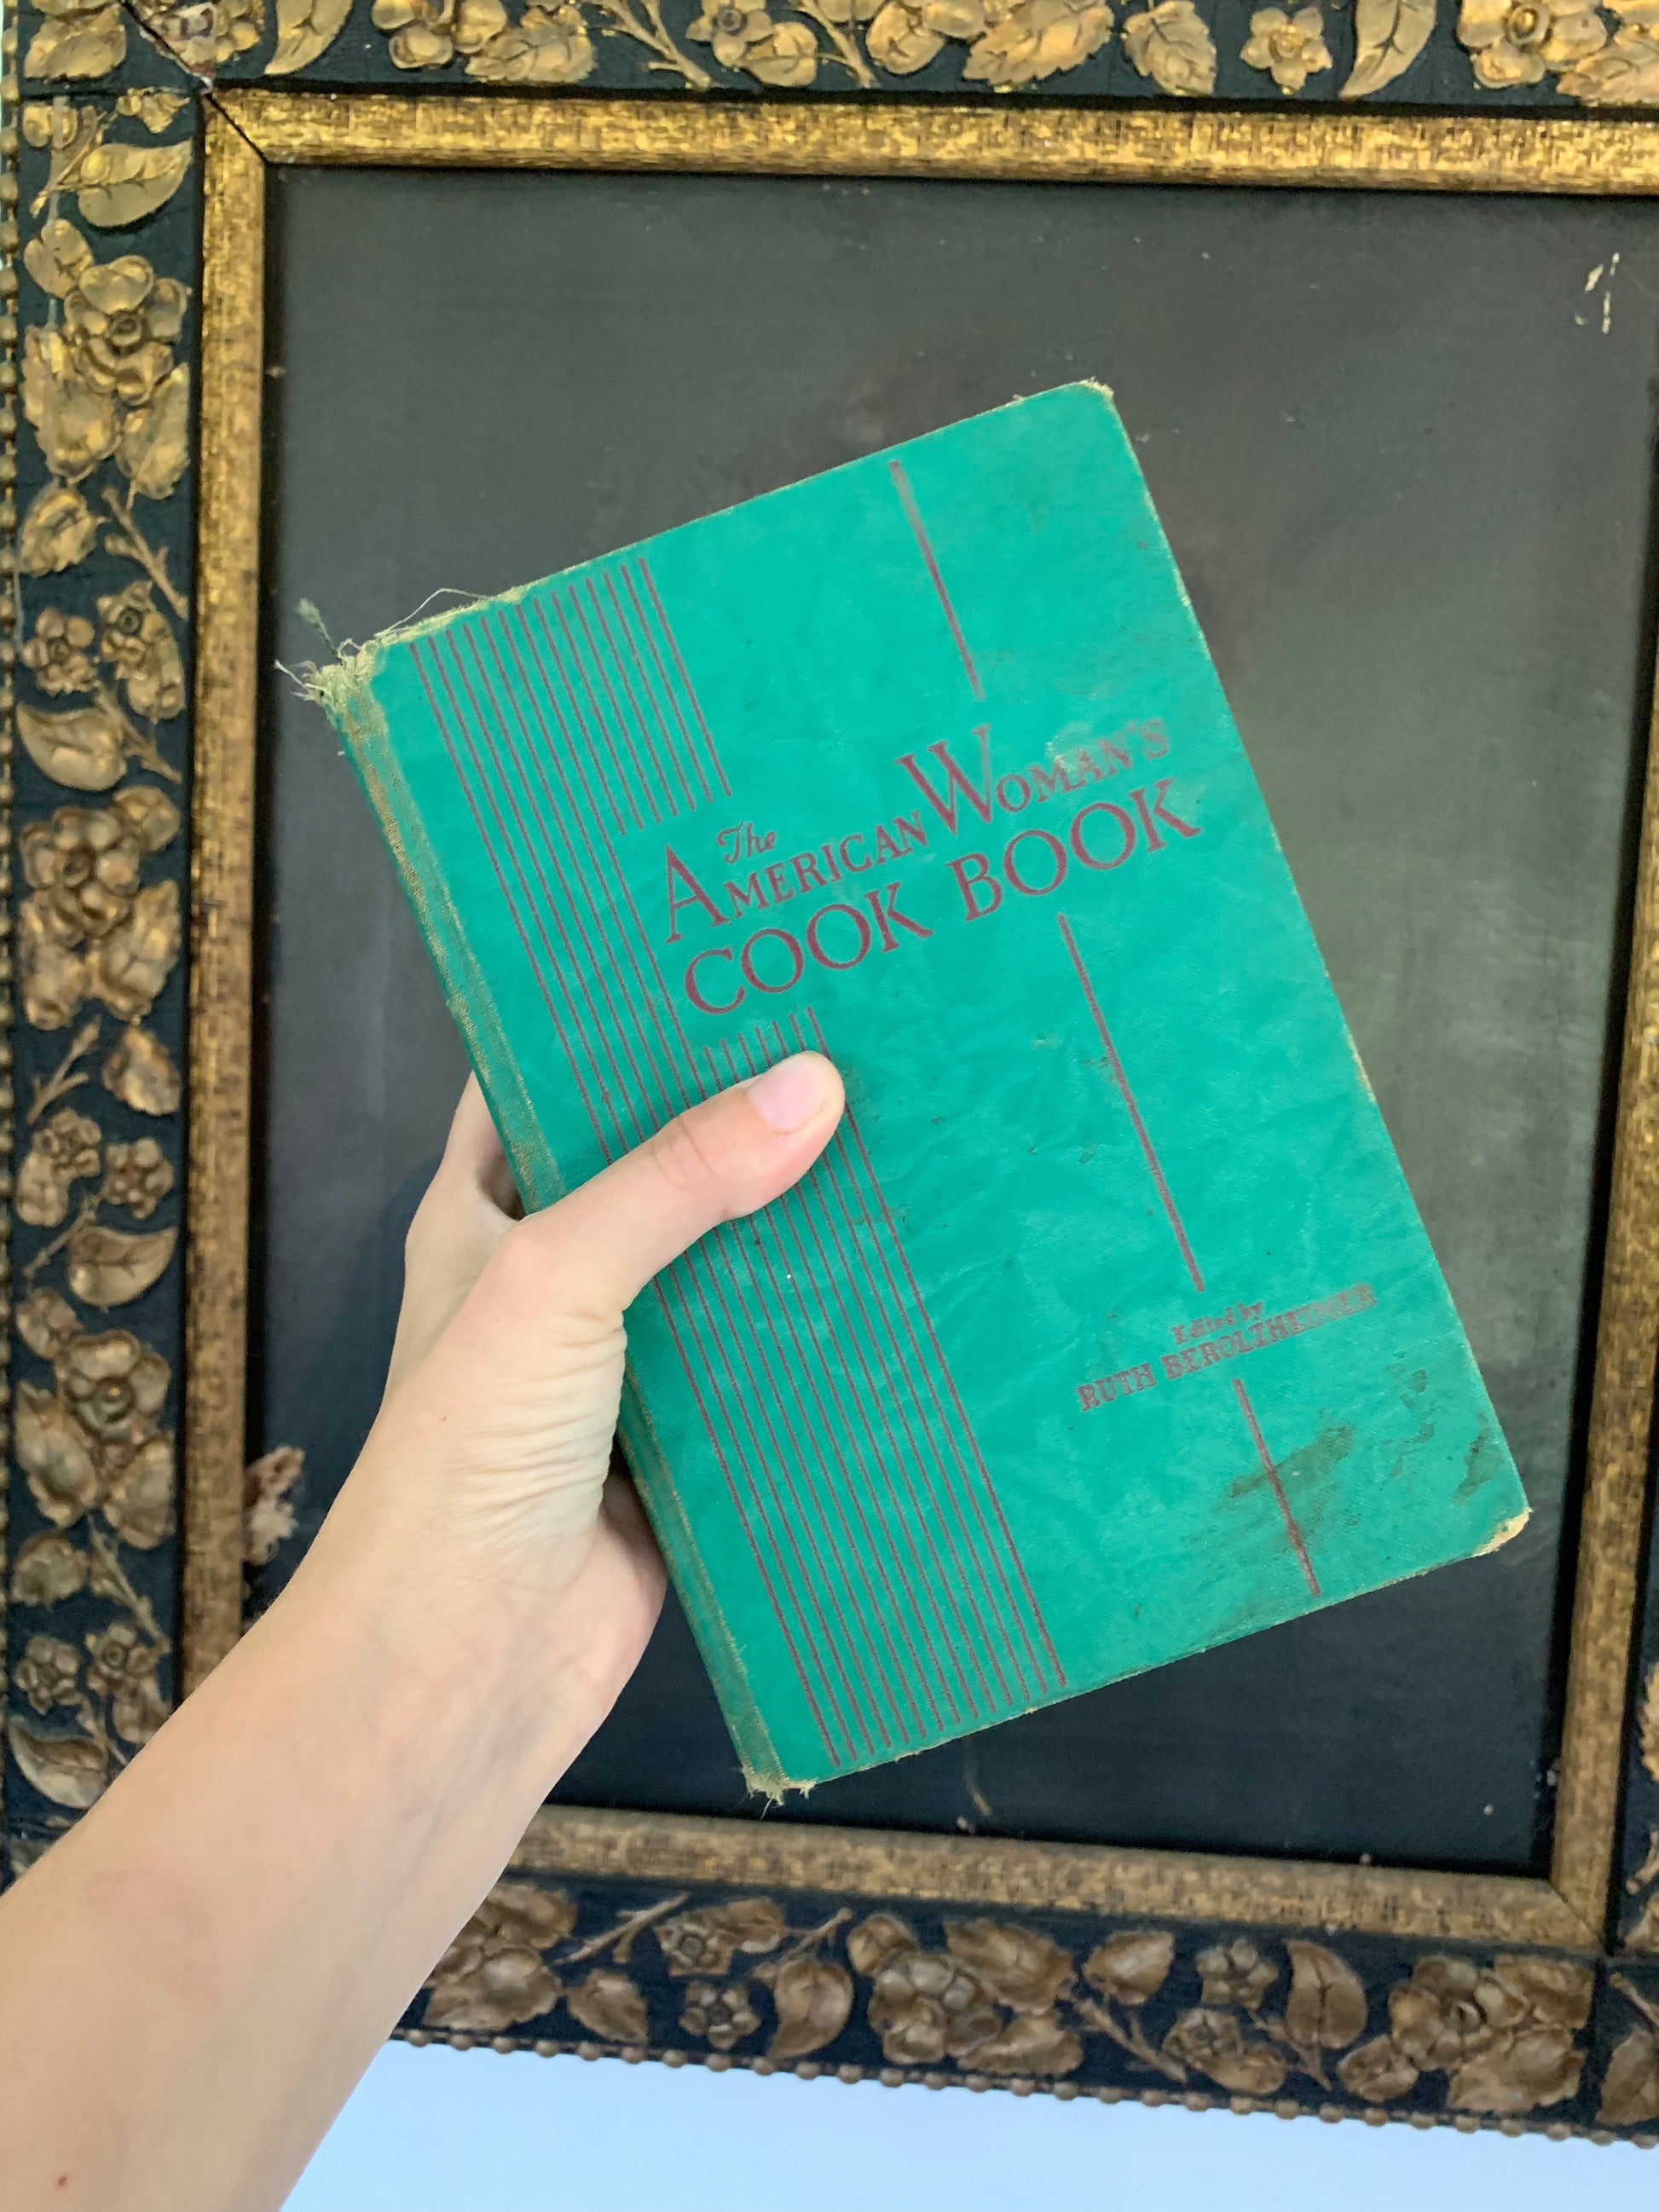 The
AMERICAN WOMAN'S
COOK BOOK
Edited by
RUTH BEROLZHEIMER